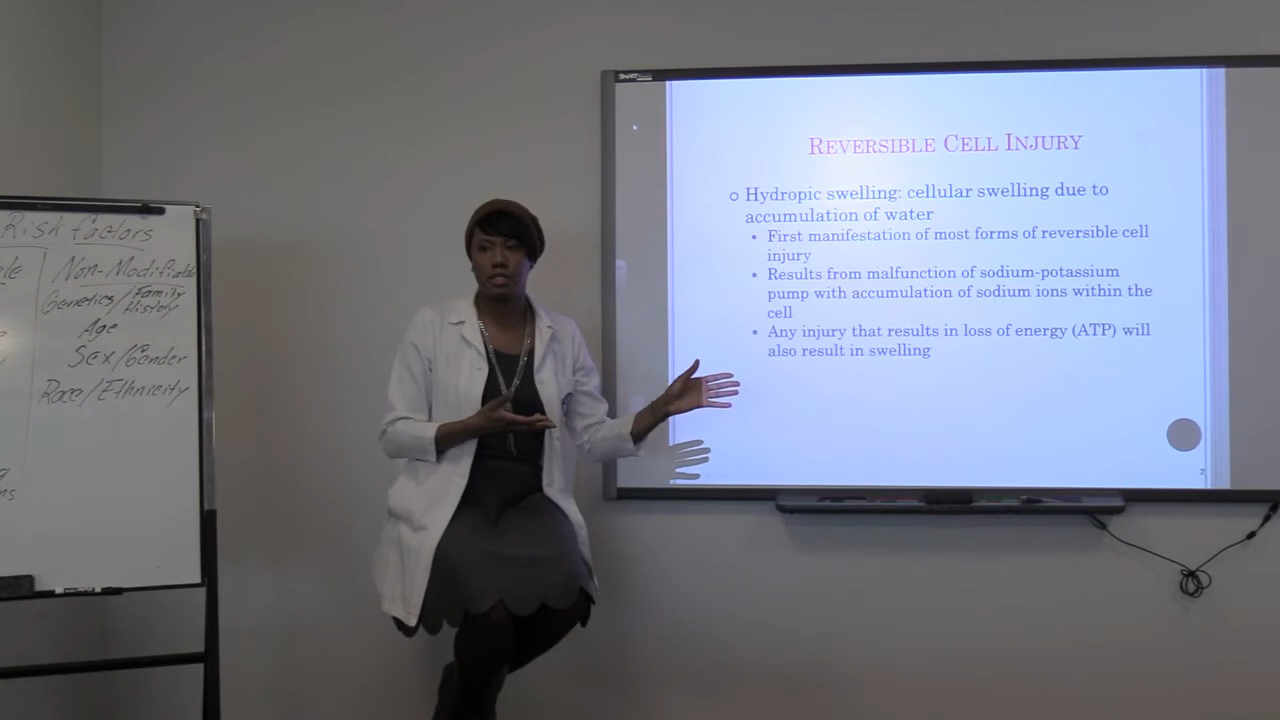 Risk factors
Non-Modifiable
Genetics/Family
History
Age
Sex/Gender
Race/Ethnicity
SMART
REVERSIBLE CELL INJURY
Hydropic swelling: cellular swelling due to
accumulation of water
First manifestation of most forms of reversible cell
injury
Results from malfunction of sodium-potassium
pump with accumulation of sodium ions within the
cell
Any injury that results in loss of energy (ATP) will
also result in swelling
2